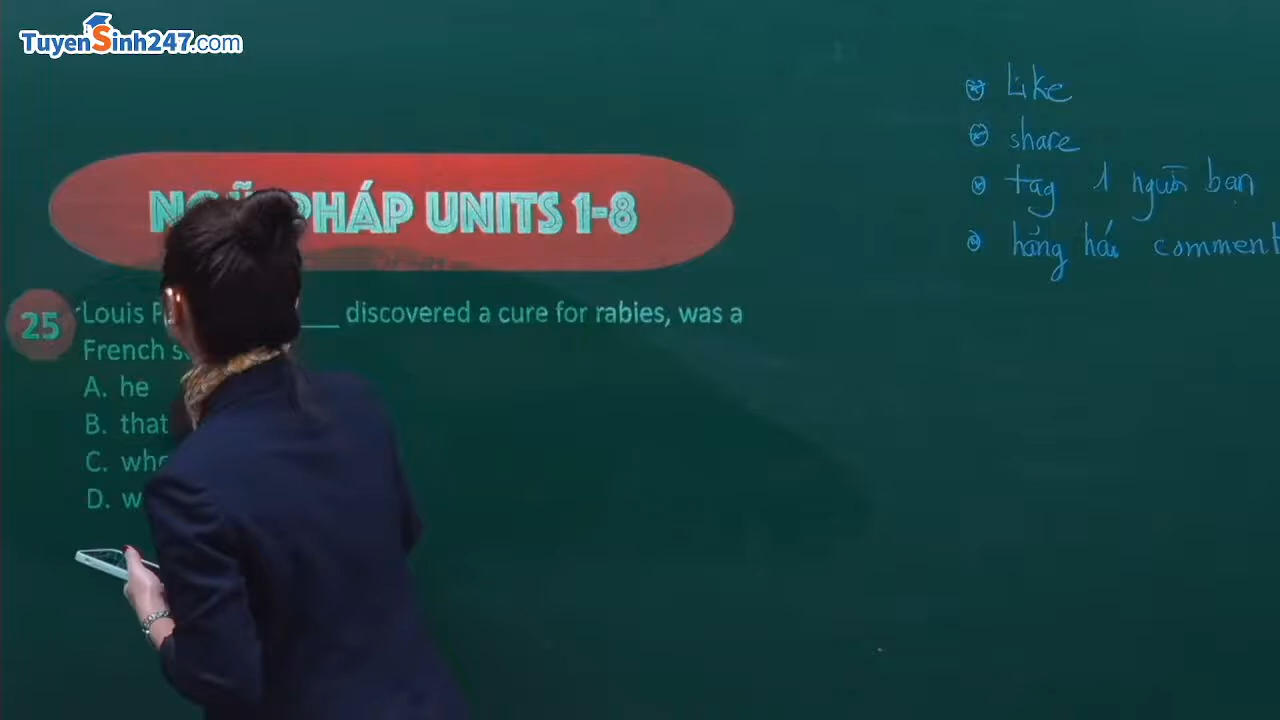 TuyenSinh247.com
Like
share
tag 1 người bạn
hăng hái comment
PHÁP UNITS 1-8
25
Louis discovered a cure for rabies, was a
French
A. he
B. that
C.
D.